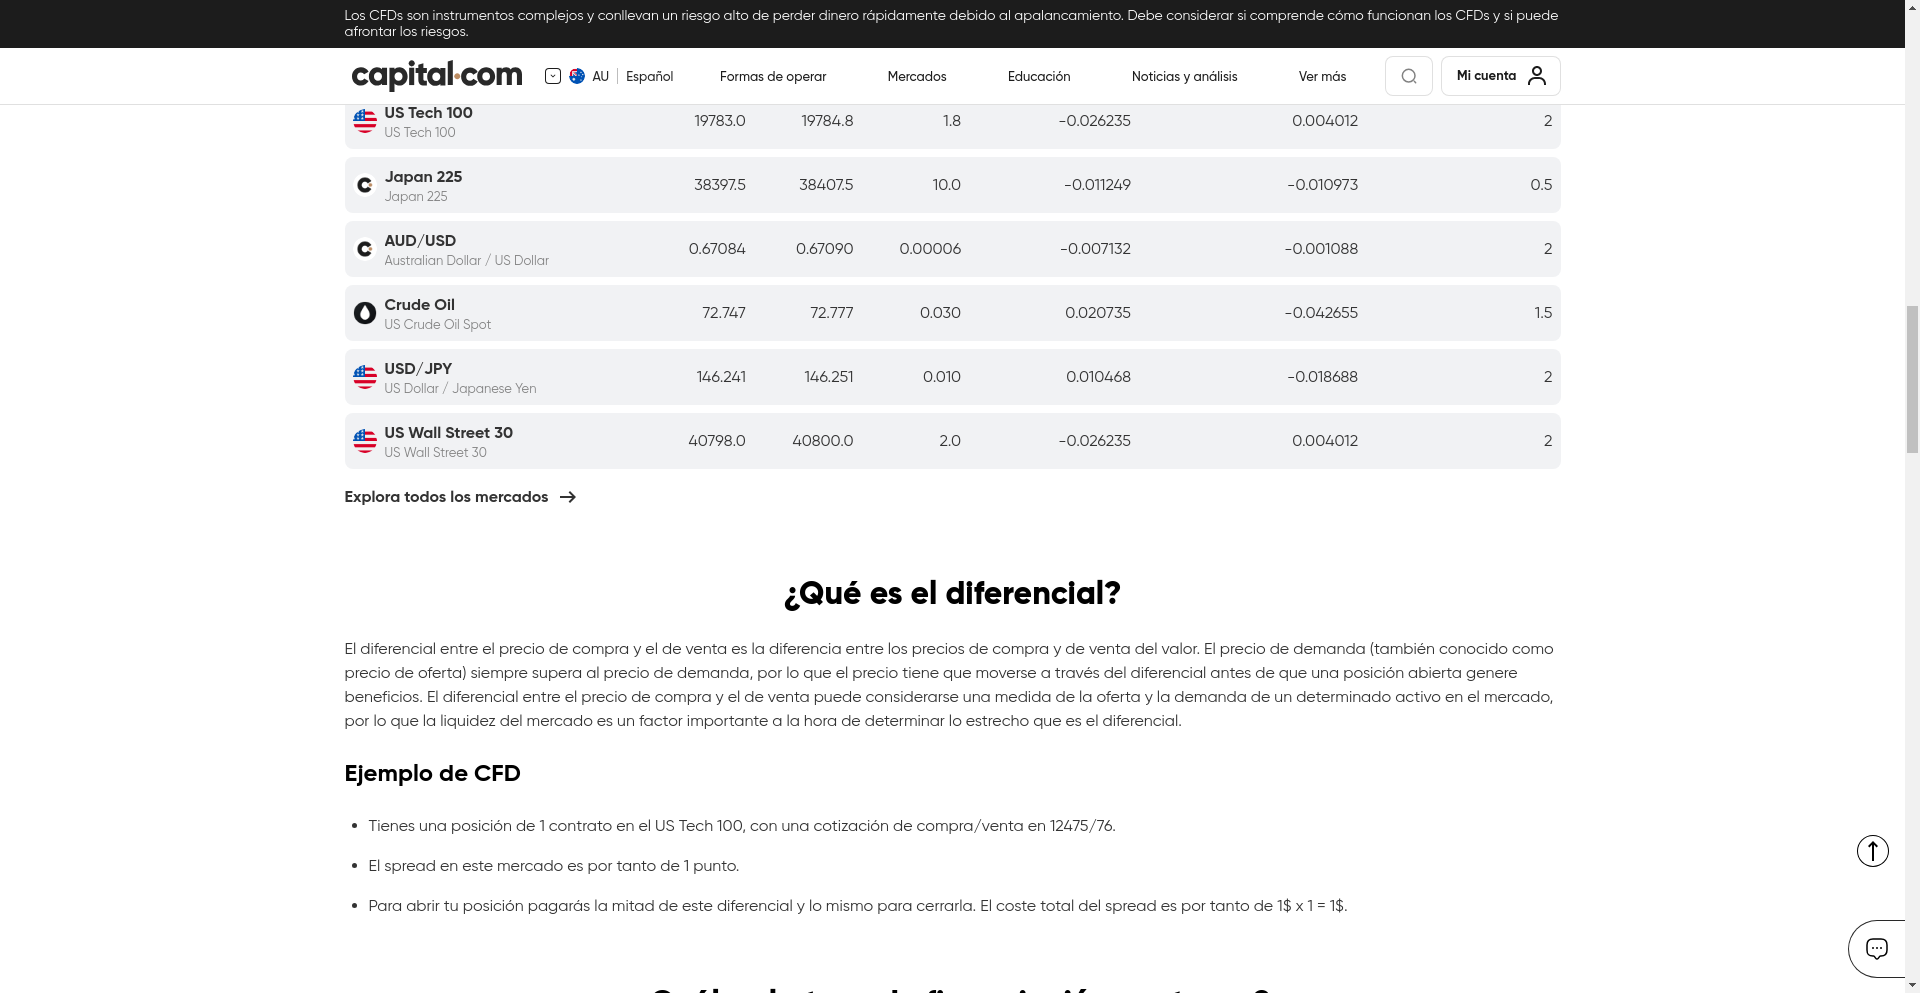 Los CFDs son instrumentos complejos y conllevan un riesgo alto de perder dinero rápidamente debido al apalancamiento. Debe considerar si comprende cómo funcionan los CFDs y si puede
afrontar los riesgos.
capital.com AU Español Formas de operar Mercados Educación Noticias y análisis Ver más Mi cuenta
US Tech 100 19783.0 19784.8 1.8 -0.026235 0.004012 2
US Tech 100
Japan 225 38397.5 38407.5 10.0 -0.011249 -0.010973 0.5
Japan 225
AUD/USD 0.67084 0.67090 0.00006 -0.007132 -0.001088 2
Australian Dollar / US Dollar
Crude Oil 72.747 72.777 0.030 0.020735 -0.042655 1.5
US Crude Oil Spot
USD/JPY 146.241 146.251 0.010 0.010468 -0.018688 2
US Dollar / Japanese Yen
US Wall Street 30 40798.0 40800.0 2.0 -0.026235 0.004012 2
US Wall Street 30
Explora todos los mercados
¿Qué es el diferencial?
El diferencial entre el precio de compra y el de venta es la diferencia entre los precios de compra y de venta del valor. El precio de demanda (también conocido como
precio de oferta) siempre supera al precio de demanda, por lo que el precio tiene que moverse a través del diferencial antes de que una posición abierta genere
beneficios. El diferencial entre el precio de compra y el de venta puede considerarse una medida de la oferta y la demanda de un determinado activo en el mercado,
por lo que la liquidez del mercado es un factor importante a la hora de determinar lo estrecho que es el diferencial.
Ejemplo de CFD
• Tienes una posición de 1 contrato en el US Tech 100, con una cotización de compra/venta en 12475/76.
• El spread en este mercado es por tanto de 1 punto.
• Para abrir tu posición pagarás la mitad de este diferencial y lo mismo para cerrarla. El coste total del spread es por tanto de 1$ x 1 = 1$.